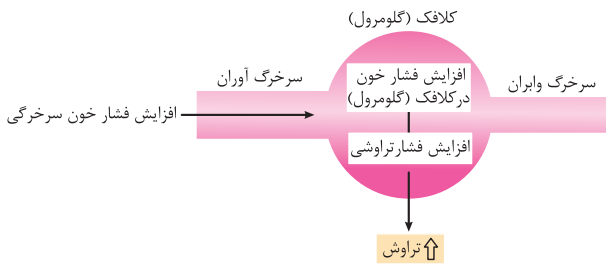 کلافک (گلومرول)
سرخرگ آوران
سرخرگ وابران
افزایش فشار خون سرخرگی
افزایش فشار خون
درکلافک (گلومرول)
افزایش فشارتراوشی
تراوش